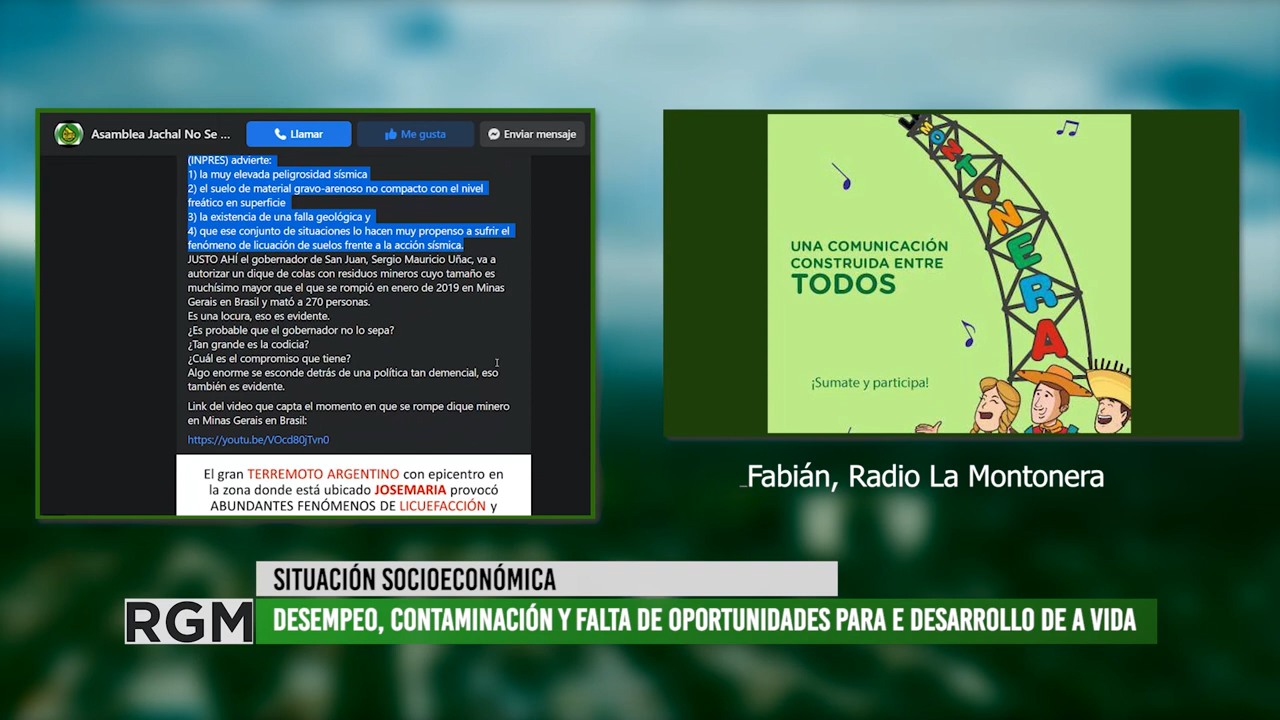 Asamblea Jachal No Se ...
Llamar
Me gusta
Enviar mensaje
(INPRES) advierte:
1) la muy elevada peligrosidad sísmica
2) el suelo de material gravo-arenoso no compacto con el nivel
freático en superficie
3) la existencia de una falla geológica y
4) que ese conjunto de situaciones lo hacen muy propenso a sufrir el
fenómeno de licuación de suelos frente a la acción sísmica.
JUSTO AHÍ el gobernador de San Juan, Sergio Mauricio Uñac, va a
autorizar un dique de colas con residuos mineros cuyo tamaño es
muchísimo mayor que el que se rompió en enero de 2019 en Minas
Gerais en Brasil y mató a 270 personas.
Es una locura, eso es evidente.
¿Es probable que el gobernador no lo sepa?
¿Tan grande es la codicia?
¿Cuál es el compromiso que tiene?
Algo enorme se esconde detrás de una política tan demencial, eso
también es evidente.
Link del video que capta el momento en que se rompe dique minero
en Minas Gerais en Brasil:
https://youtu.be/VOcd80jTvn0
El gran TERREMOTO ARGENTINO con epicentro en
la zona donde está ubicado JOSEMARIA provocó
ABUNDANTES FENÓMENOS DE LICUEFACCIÓN y
MONTONERA
UNA COMUNICACIÓN
CONSTRUIDA ENTRE
TODOS
¡Sumate y participa!
_Fabián, Radio La Montonera
SITUACIÓN SOCIOECONÓMICA
RGM
DESEMPEO, CONTAMINACIÓN Y FALTA DE OPORTUNIDADES PARA E DESARROLLO DE A VIDA